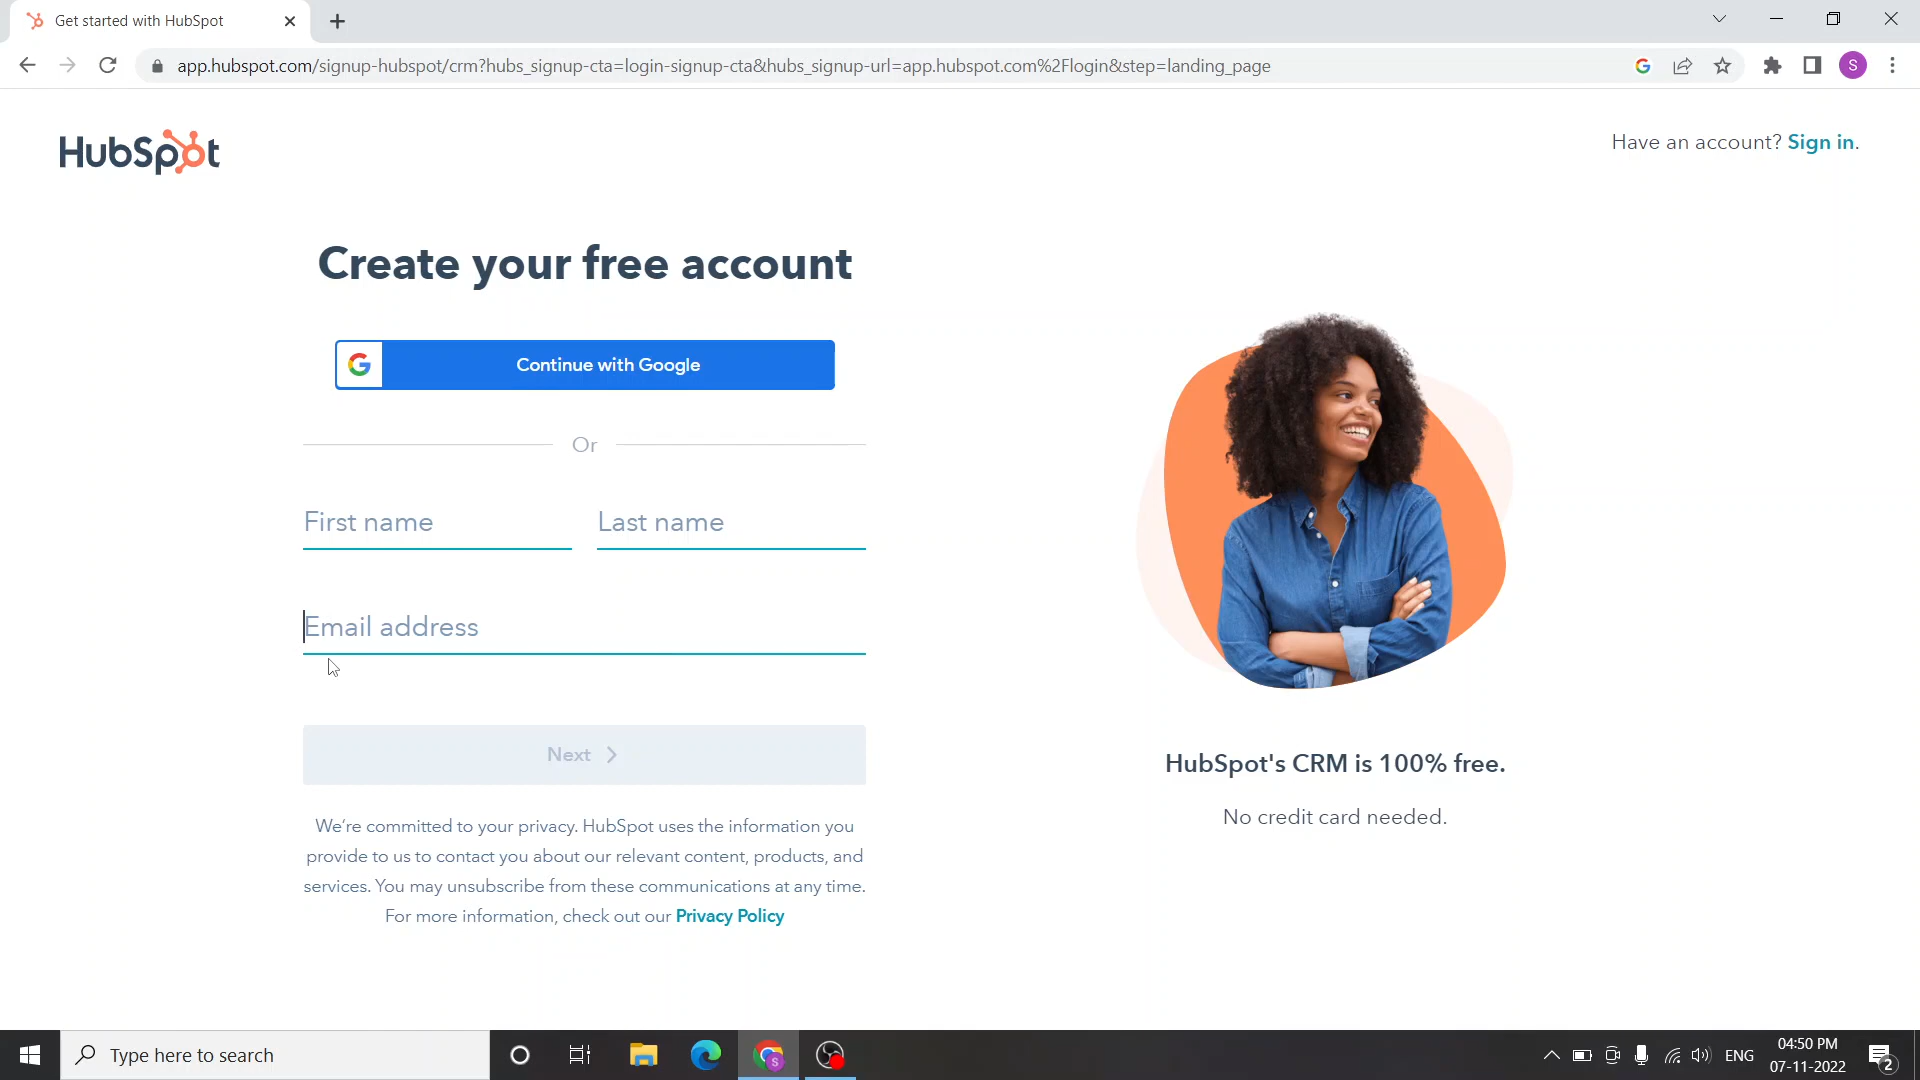 Get started with HubSpot
app.hubspot.com/signup-hubspot/crm?hubs_signup-cta=login-signup-cta&hubs_signup-url=app.hubspot.com%2Flogin&step=landing_page
S
HubSpot
Have an account? Sign in.
Create your free account
G Continue with Google
Or
First name
Last name
Email address
Next
We're committed to your privacy. HubSpot uses the information you
provide to us to contact you about our relevant content, products, and
services. You may unsubscribe from these communications at any time.
For more information, check out our Privacy Policy
HubSpot's CRM is 100% free.
No credit card needed.
Type here to search
S
ENG
04:50 PM
07-11-2022
2